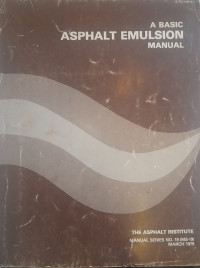 A BASIC
ASPHALT EMULSION
MANUAL
THE ASPHALT INSTITUTE
MANUAL SERIES NO. 19 (MS-19)
MARCH 1979